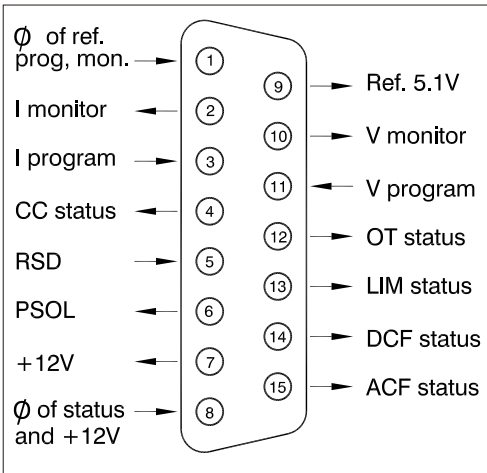 Ø of ref.
prog, mon.
1
I monitor
2
I program
3
CC status
4
RSD
5
PSOL
6
+12V
7
Ø of status
and +12V
8
9
Ref. 5.1V
10
V monitor
11
V program
12
OT status
13
LIM status
14
DCF status
15
ACF status